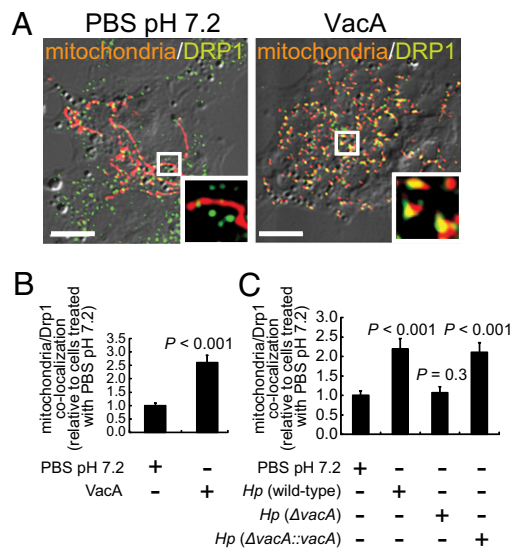 A
PBS pH 7.2
VacA
mitochondria/DRP1
mitochondria/DRP1
B
mitochondria/Drp1
co-localization
(relative to cells treated
with PBS pH 7.2)
3.5
3.0
2.5
2.0
1.5
1.0
0.5
0.0
P < 0.001
PBS pH 7.2 + -
VacA - +
C
mitochondria/Drp1
co-localization
(relative to cells treated
with PBS pH 7.2)
3.0
2.5
2.0
1.5
1.0
0.5
0.0
P < 0.001
P = 0.3
P < 0.001
PBS pH 7.2 + - - -
Hp (wild-type) - + - -
Hp (ΔvacA) - - + -
Hp (ΔvacA::vacA) - - - +